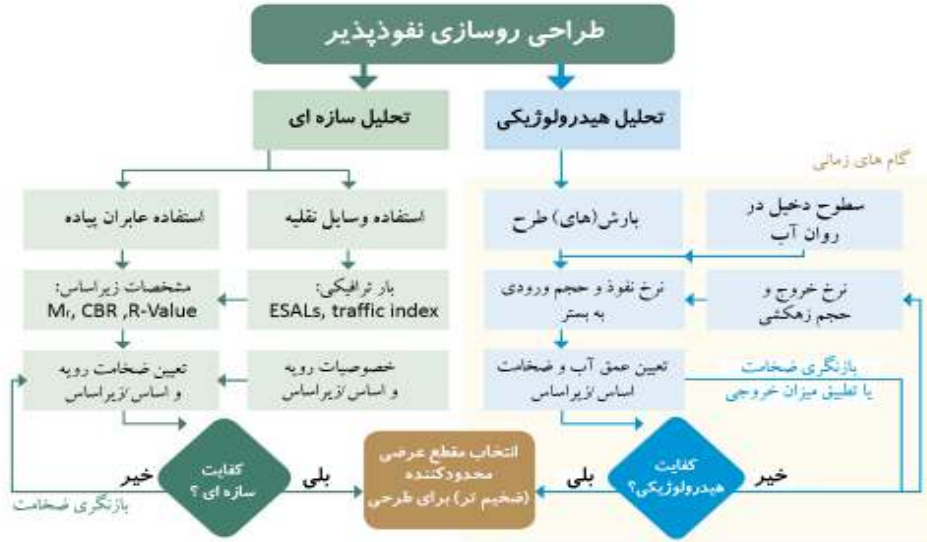 طراحی روسازی نفوذپذیر
تحلیل هیدرولوژیکی
تحلیل سازه ای
گام های زمانی
سطوح دخیل در
روان آب
بارش(های) طرح
استفاده وسایل نقلیه
استفاده عابران پیاده
نرخ خروج و
حجم زهکشی
نرخ نفوذ و حجم ورودی
به بستر
بار ترافیکی:
ESALs, traffic index
مشخصات زیراساس:
Mr, CBR ,R-Value
بازنگری ضخامت
یا تطبیق میزان خروجی
تعیین عمق آب و ضخامت
اساس/زیراساس
خصوصیات رویه
و اساس/زیراساس
تعیین ضخامت رویه
و اساس/زیراساس
خیر
کفایت
هیدرولوژیکی؟
بلی
انتخاب مقطع عرضی
محدودکننده
(ضخیم تر) برای طرحی
بلی
کفایت
سازه ای ؟
خیر
بازنگری ضخامت